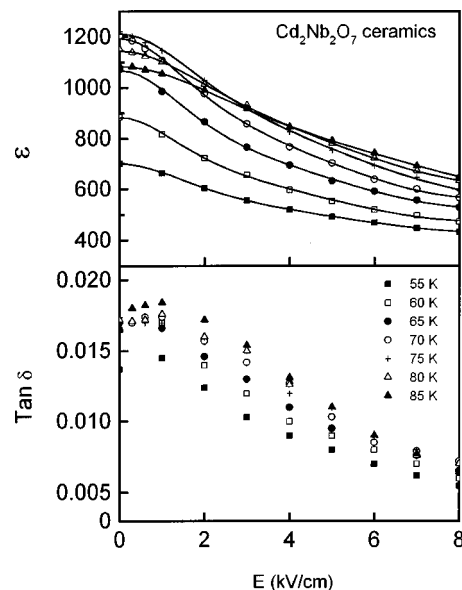 Cd2Nb2O7 ceramics
1200
1000
800
600
400
ε
0.020
0.015
0.010
0.005
0
Tan δ
55 K
60 K
65 K
70 K
75 K
80 K
85 K
0 2 4 6 8
E (kV/cm)